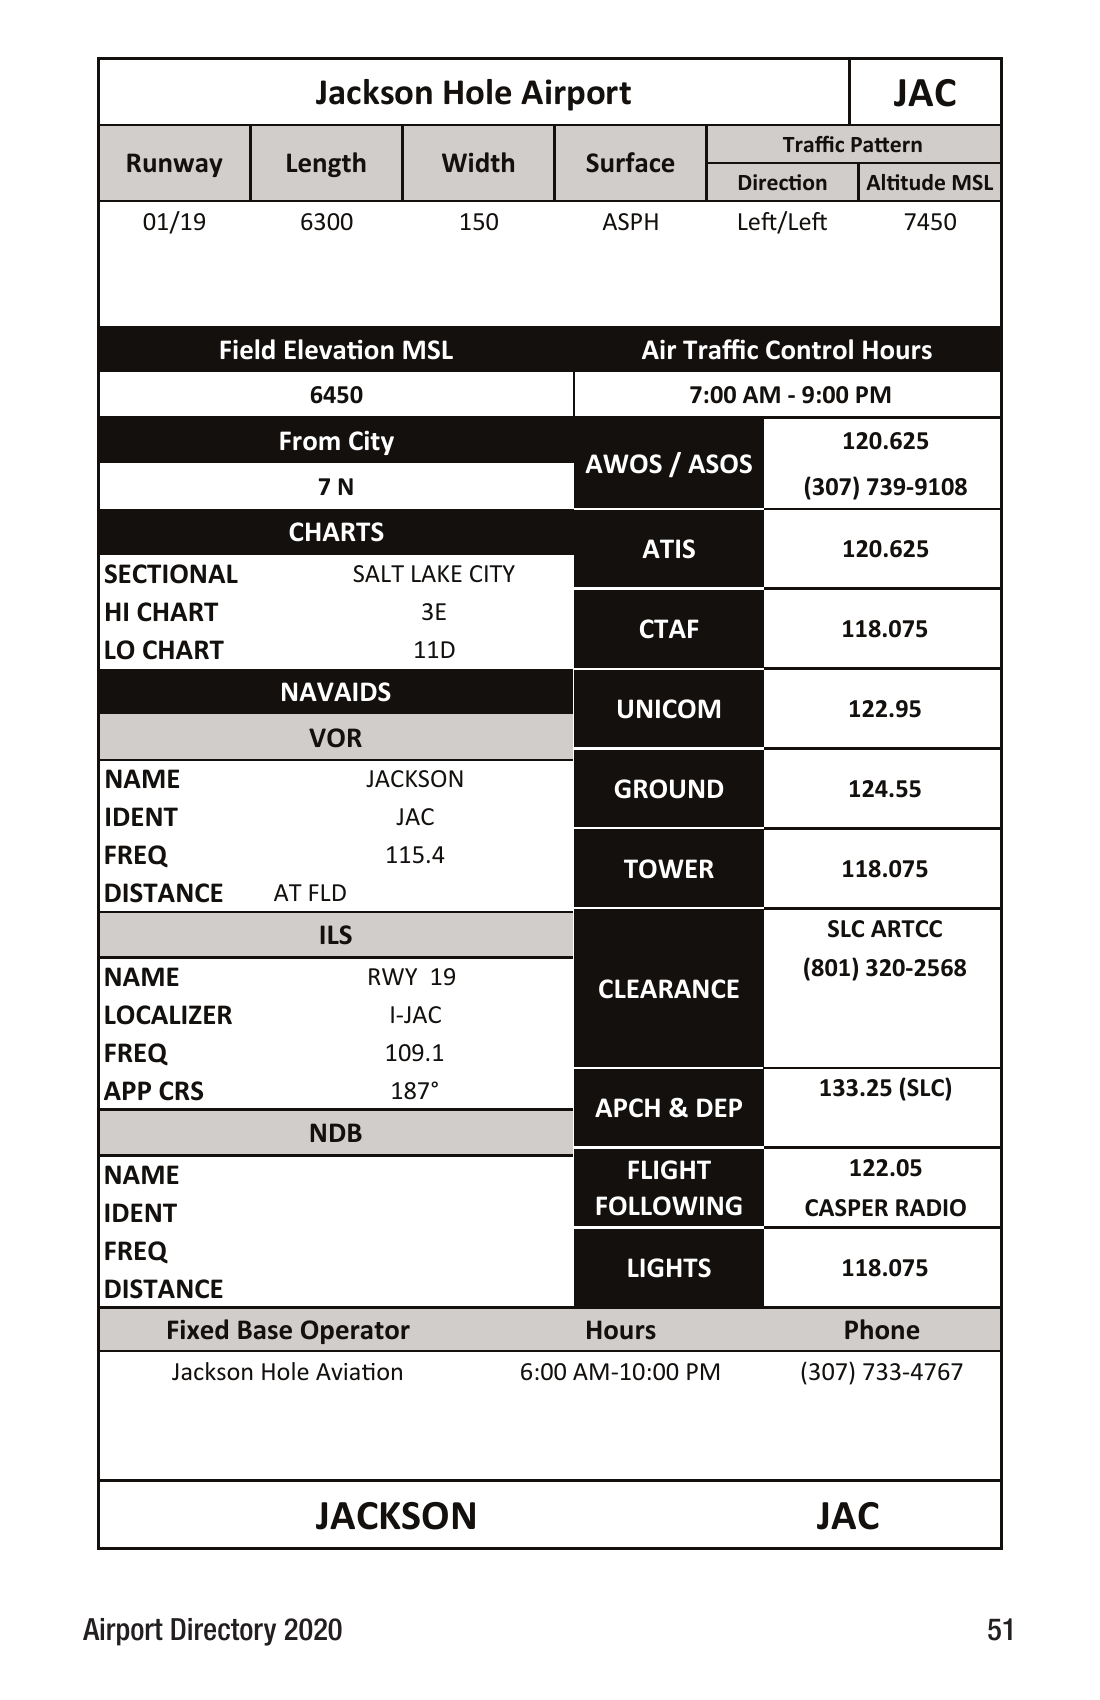 Jackson Hole Airport JAC
Runway Length Width Surface Traffic Pattern
Direction Altitude MSL
01/19 6300 150 ASPH Left/Left 7450
Field Elevation MSL Air Traffic Control Hours
6450 7:00 AM - 9:00 PM
From City
7 N
CHARTS
SECTIONAL SALT LAKE CITY
HI CHART 3E
LO CHART 11D
NAVAIDS
VOR
NAME JACKSON
IDENT JAC
FREQ 115.4
DISTANCE AT FLD
ILS
NAME RWY 19
LOCALIZER I-JAC
FREQ 109.1
APP CRS 187°
NDB
NAME
IDENT
FREQ
DISTANCE
AWOS / ASOS 120.625
(307) 739-9108
ATIS 120.625
CTAF 118.075
UNICOM 122.95
GROUND 124.55
TOWER 118.075
CLEARANCE SLC ARTCC
(801) 320-2568
APCH & DEP 133.25 (SLC)
FLIGHT FOLLOWING 122.05
CASPER RADIO
LIGHTS 118.075
Fixed Base Operator Hours Phone
Jackson Hole Aviation 6:00 AM-10:00 PM (307) 733-4767
JACKSON JAC
Airport Directory 2020 51